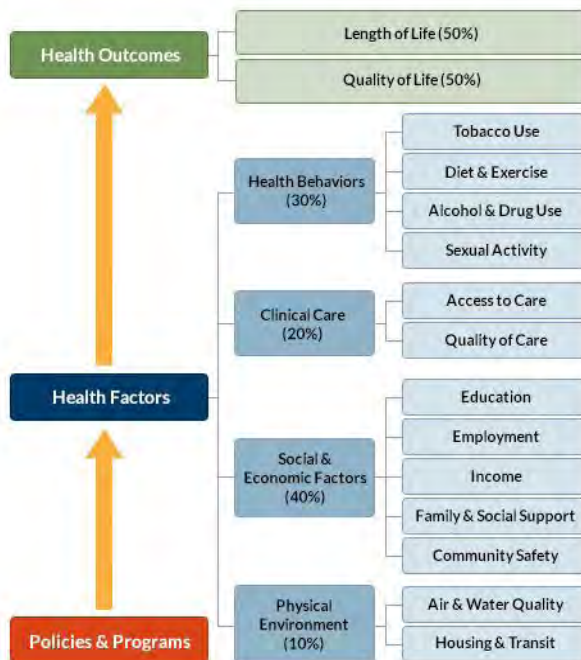 Health Outcomes
Length of Life (50%)
Quality of Life (50%)
Health Factors
Health Behaviors
(30%)
Tobacco Use
Diet & Exercise
Alcohol & Drug Use
Sexual Activity
Clinical Care
(20%)
Access to Care
Quality of Care
Social &
Economic Factors
(40%)
Education
Employment
Income
Family & Social Support
Community Safety
Physical
Environment
(10%)
Air & Water Quality
Housing & Transit
Policies & Programs